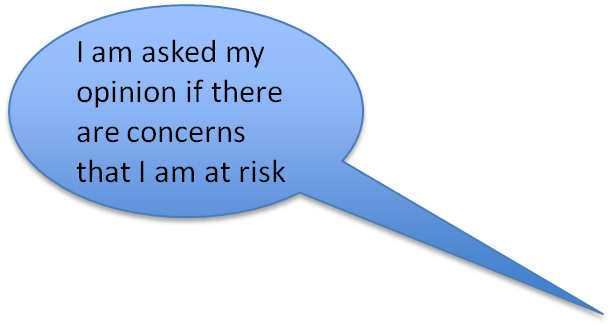 I am asked my
opinion if there
are concerns
that I am at risk